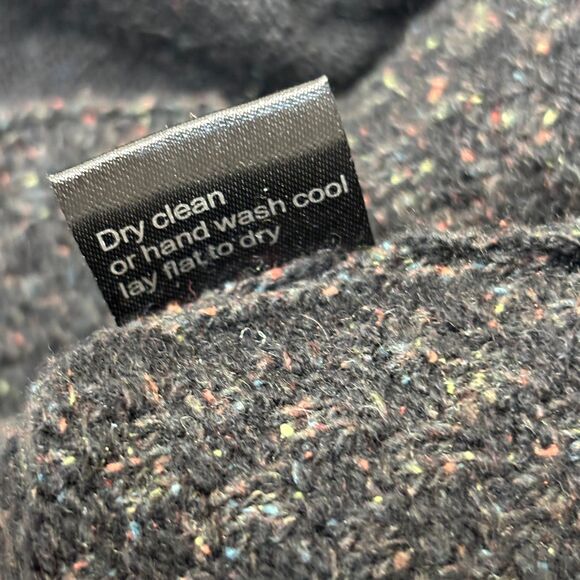 Dry clean
or hand wash cool
lay flat to dry